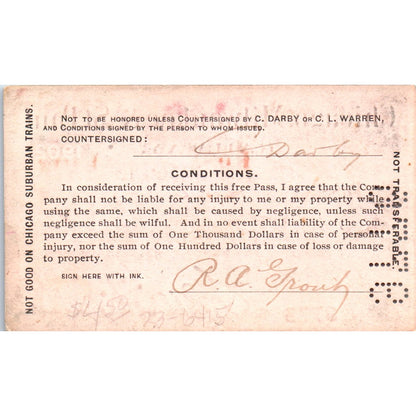 NOT GOOD ON CHICAGO SUBURBAN TRAINS.
NOT TO BE HONORED UNLESS COUNTERSIGNED BY C. DARBY OR C. L. WARREN,
AND CONDITIONS SIGNED BY THE PERSON TO WHOM ISSUED.
COUNTERSIGNED:
C Darby
CONDITIONS.
In consideration of receiving this free Pass, I agree that the Com-
pany shall not be liable for any injury to me or my property while
using the same, which shall be caused by negligence, unless such
negligence shall be wilful. And in no event shall liability of the Com-
pany exceed the sum of One Thousand Dollars in case of personal
injury, nor the sum of One Hundred Dollars in case of loss or damage
to property.
SIGN HERE WITH INK.
R. A. Sprout
NOT TRANSFERABLE.